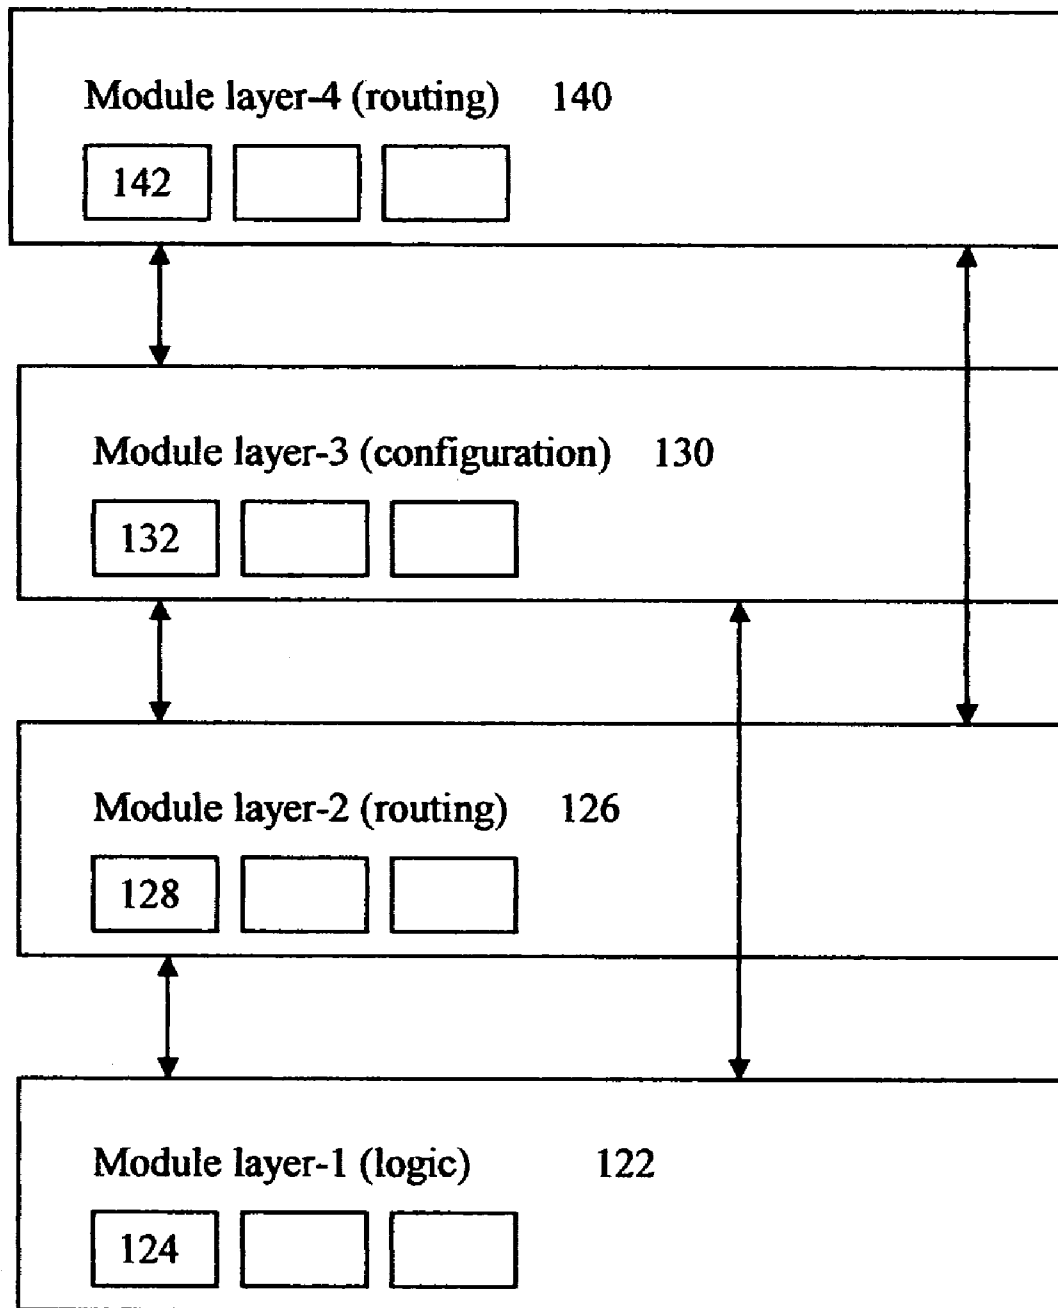 Module layer-4 (routing) 140
142
Module layer-3 (configuration) 130
132
Module layer-2 (routing) 126
128
Module layer-1 (logic) 122
124